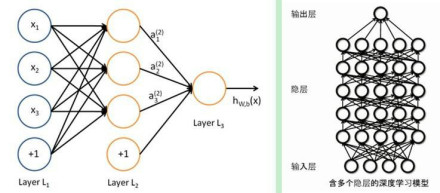 x₁
x₂
x₃
+1
Layer L₁
+1
Layer L₂
a₁⁽²⁾
a₂⁽²⁾
a₃⁽²⁾
Layer L₃
h_W,b(x)
输出层
隐层
输入层
含多个隐层的深度学习模型